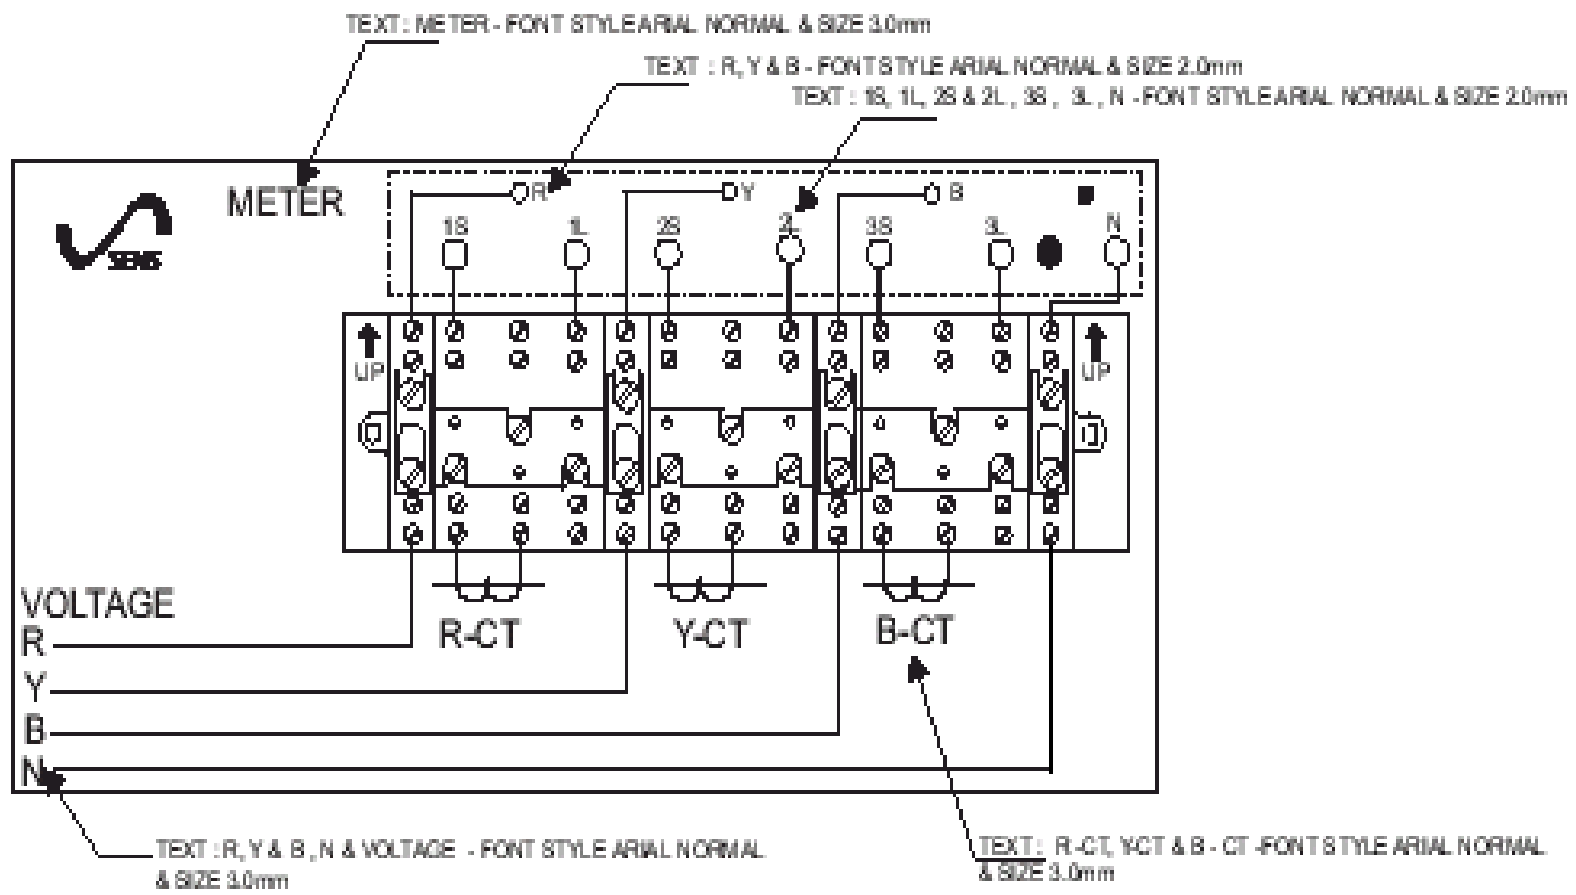 TEXT : METER - FONT STYLE ARIAL NORMAL & SIZE 3.0mm
TEXT : R, Y & B - FONT STYLE ARIAL NORMAL & SIZE 2.0mm
TEXT : 1S, 1L, 2S & 2L , 3S , 3L , N - FONT STYLE ARIAL NORMAL & SIZE 2.0mm
METER
R Y B
1S 1L 2S 2L 3S 3L N
SEMS
UP UP
VOLTAGE
R
R-CT Y-CT B-CT
Y
B
N
TEXT : R, Y & B , N & VOLTAGE - FONT STYLE ARIAL NORMAL
& SIZE 3.0mm
TEXT : R -CT, Y-CT & B - CT -FONT STYLE ARIAL NORMAL
& SIZE 3.0mm